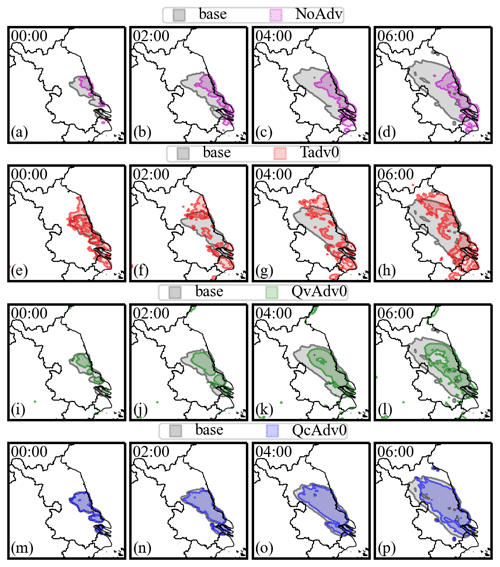 base NoAdv
00:00 02:00 04:00 06:00
(a) (b) (c) (d)
base Tadv0
00:00 02:00 04:00 06:00
(e) (f) (g) (h)
base QvAdv0
00:00 02:00 04:00 06:00
(i) (j) (k) (l)
base QcAdv0
00:00 02:00 04:00 06:00
(m) (n) (o) (p)